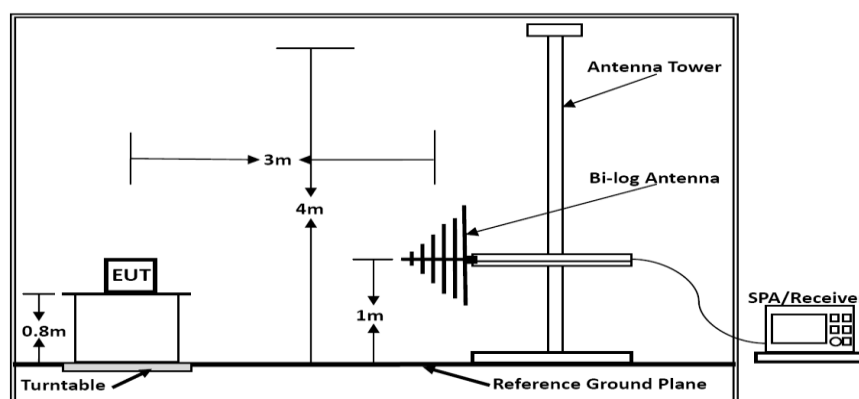 Antenna Tower
3m
Bi-log Antenna
4m
EUT
1m
0.8m
SPA/Receive
Turntable
Reference Ground Plane